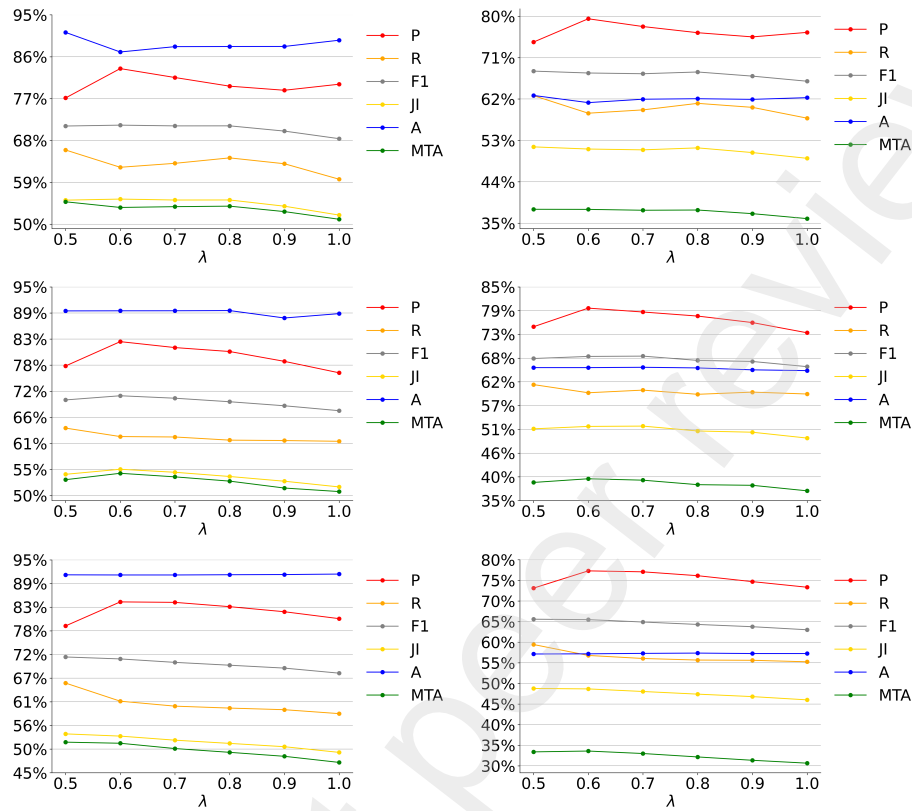 95%
86%
77%
68%
59%
50%
0.5 0.6 0.7 0.8 0.9 1.0
λ
P
R
F1
JI
A
MTA
80%
71%
62%
53%
44%
35%
0.5 0.6 0.7 0.8 0.9 1.0
λ
P
R
F1
JI
A
MTA
95%
89%
83%
78%
72%
66%
61%
55%
50%
0.5 0.6 0.7 0.8 0.9 1.0
λ
P
R
F1
JI
A
MTA
85%
79%
73%
68%
62%
57%
51%
46%
40%
35%
0.5 0.6 0.7 0.8 0.9 1.0
λ
P
R
F1
JI
A
MTA
95%
89%
83%
78%
72%
67%
61%
56%
50%
45%
0.5 0.6 0.7 0.8 0.9 1.0
λ
P
R
F1
JI
A
MTA
80%
75%
70%
65%
60%
55%
50%
45%
40%
35%
30%
0.5 0.6 0.7 0.8 0.9 1.0
λ
P
R
F1
JI
A
MTA
t peer review